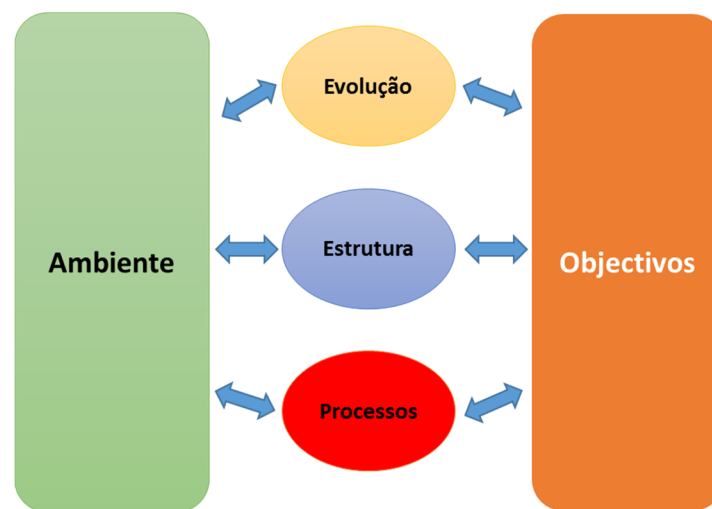 Evolução
Ambiente
Estrutura
Objectivos
Processos